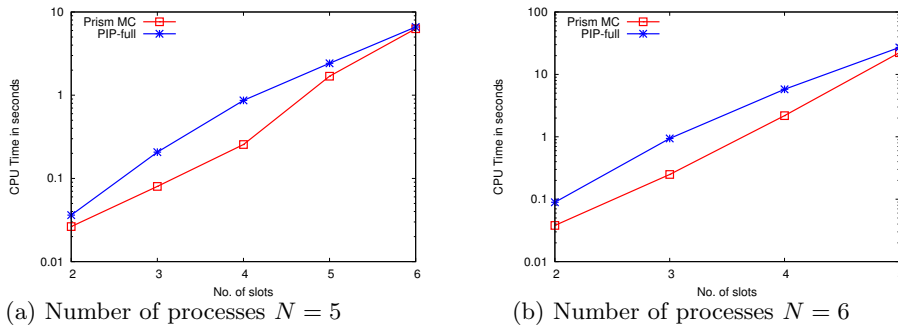 10
1
0.1
0.01
CPU Time in seconds
Prism MC
PIP-full
2 3 4 5 6
No. of slots
(a) Number of processes N = 5
100
10
1
0.1
0.01
CPU Time in seconds
Prism MC
PIP-full
2 3 4
No. of slots
(b) Number of processes N = 6